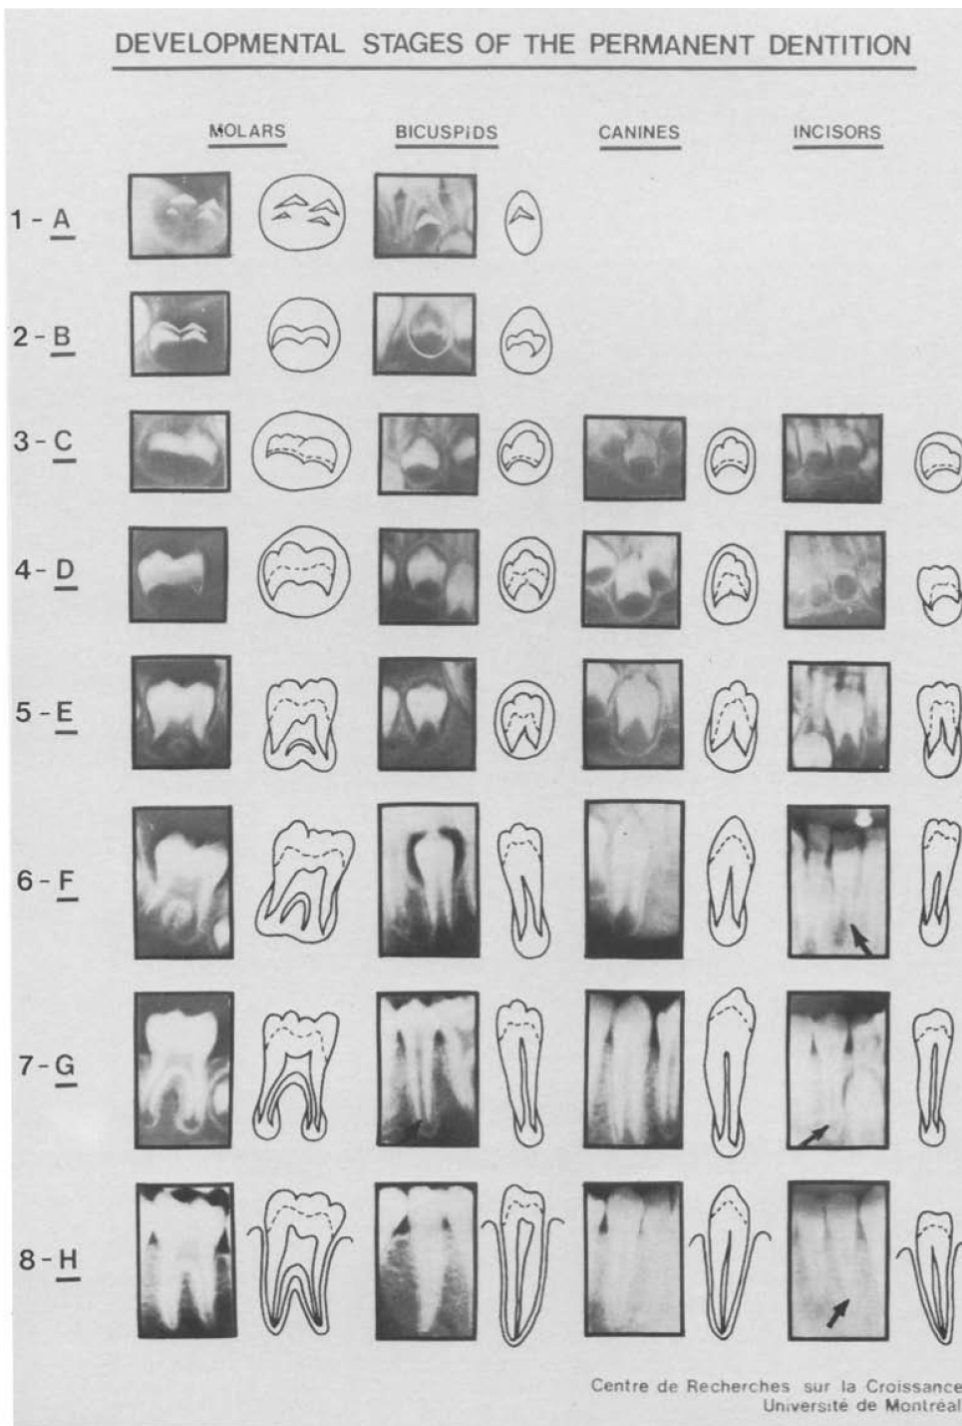 DEVELOPMENTAL STAGES OF THE PERMANENT DENTITION
MOLARS BICUSPIDS CANINES INCISORS
1 - A
2 - B
3 - C
4 - D
5 - E
6 - F
7 - G
8 - H
Centre de Recherches sur la Croissance
Université de Montréal